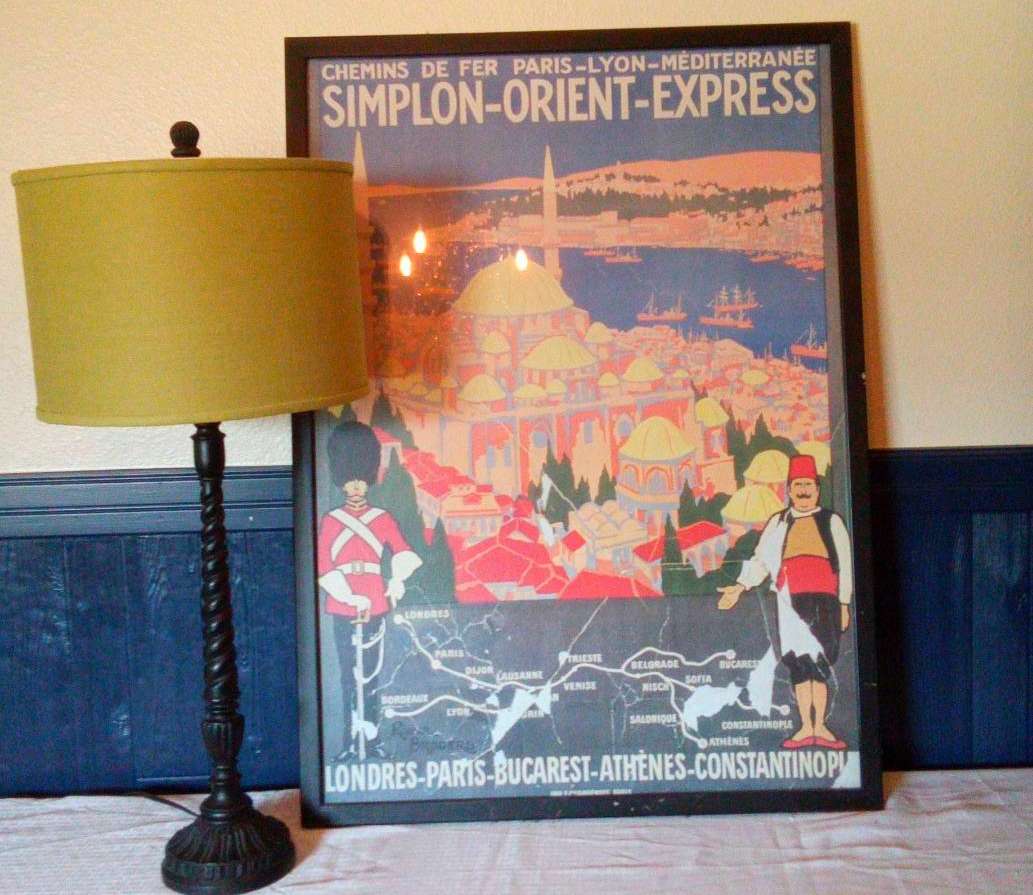 CHEMINS DE FER PARIS-LYON-MÉDITERRANÉE
SIMPLON-ORIENT-EXPRESS
LONDRES
PARIS
DIJON
LAUSANNE
TRIESTE
BELGRADE
BUCAREST
BORDEAUX
LYON
VENISE
NISCH
SOFIA
SALONIQUE
CONSTANTINOPLE
ATHÈNES
LONDRES-PARIS-BUCAREST-ATHÈNES-CONSTANTINOPL